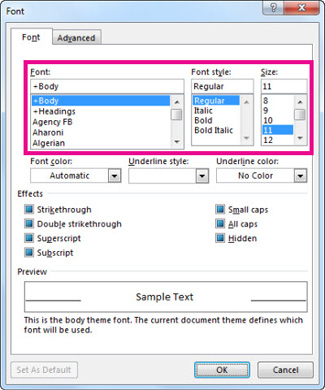 Font
?
Font
Advanced
Font: Font style: Size:
+Body Regular 11
+Body Regular 8
+Headings Italic 9
Agency FB Bold 10
Aharoni Bold Italic 11
Algerian 12
Font color: Underline style: Underline color:
Automatic No Color
Effects
Strikethrough Small caps
Double strikethrough All caps
Superscript Hidden
Subscript
Preview
Sample Text
This is the body theme font. The current document theme defines which
font will be used.
Set As Default OK Cancel